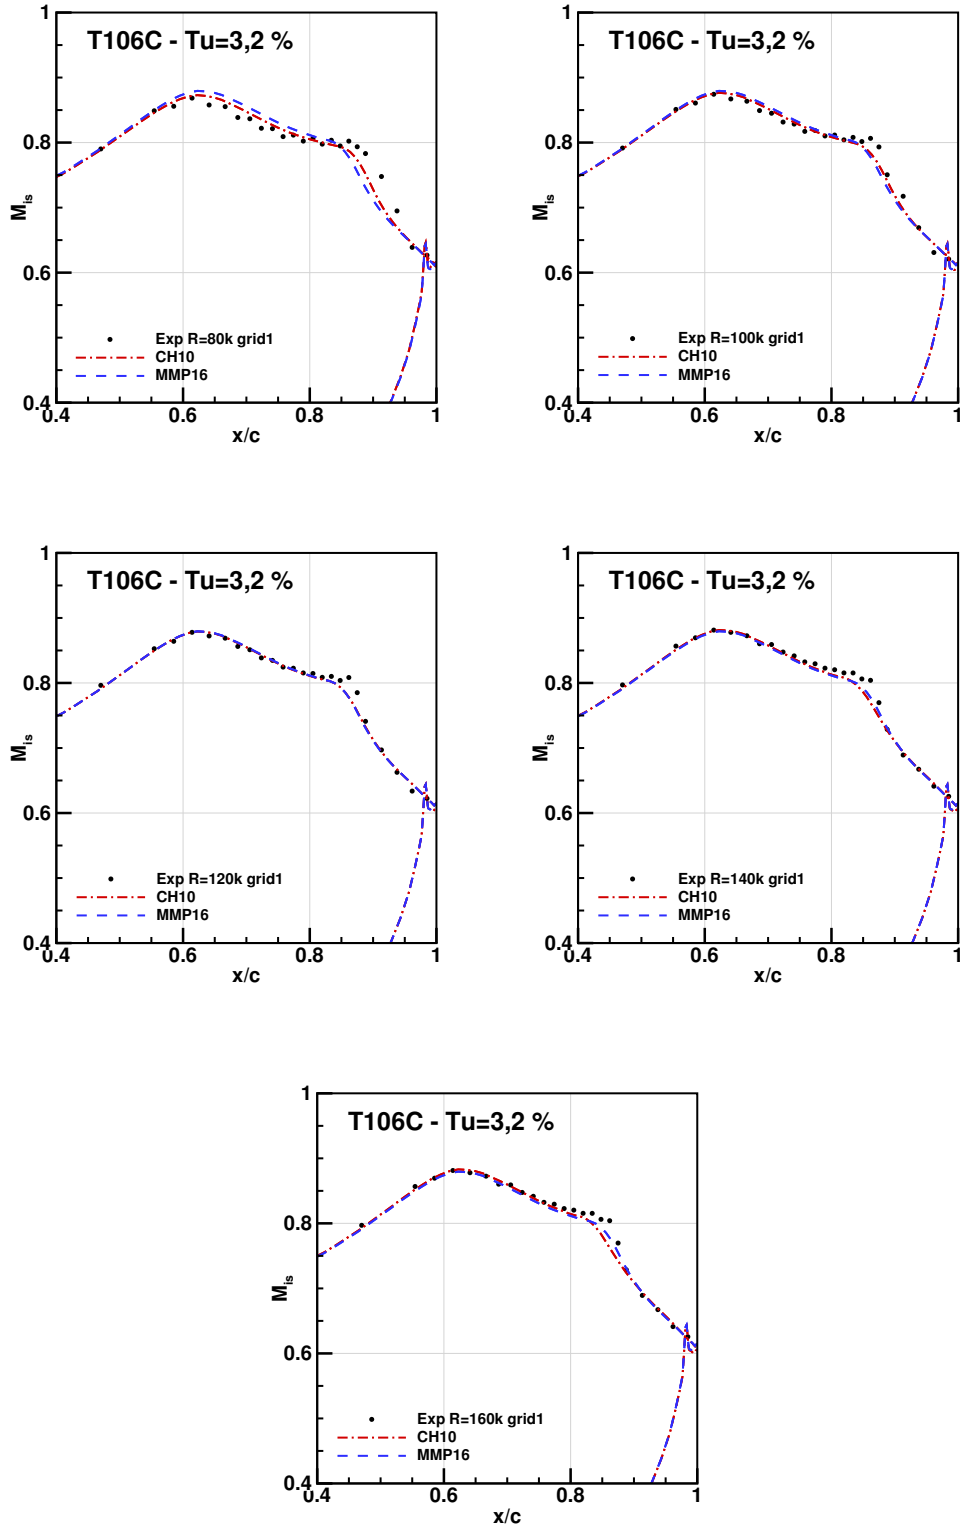 1
T106C - Tu=3,2 %
0.8
Mis
0.6
Exp R=80k grid1
CH10
MMP16
0.4
0.4 0.6 0.8 1
x/c
1
T106C - Tu=3,2 %
0.8
Mis
0.6
Exp R=100k grid1
CH10
MMP16
0.4
0.4 0.6 0.8 1
x/c
1
T106C - Tu=3,2 %
0.8
Mis
0.6
Exp R=120k grid1
CH10
MMP16
0.4
0.4 0.6 0.8 1
x/c
1
T106C - Tu=3,2 %
0.8
Mis
0.6
Exp R=140k grid1
CH10
MMP16
0.4
0.4 0.6 0.8 1
x/c
1
T106C - Tu=3,2 %
0.8
Mis
0.6
Exp R=160k grid1
CH10
MMP16
0.4
0.4 0.6 0.8 1
x/c